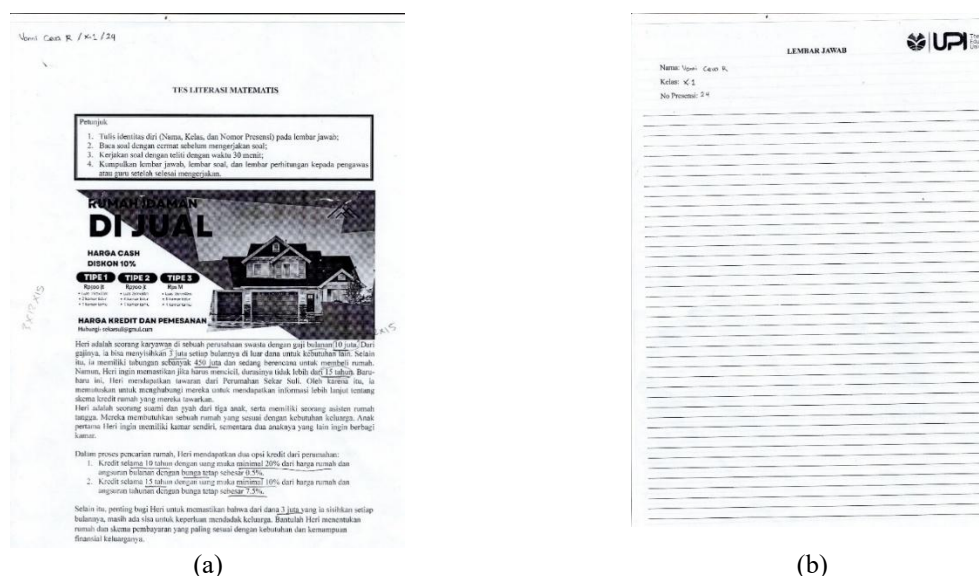 Vonni Ceva R / X-1 / 24
TES LITERASI MATEMATIS
Petunjuk
1. Tulis identitas diri (Nama, Kelas, dan Nomor Presensi) pada lembar jawab;
2. Baca soal dengan cermat sebelum mengerjakan soal;
3. Kerjakan soal dengan teliti dengan waktu 30 menit;
4. Kumpulkan lembar jawab, lembar soal, dan lembar perhitungan kepada pengawas
atau guru setelah selesai mengerjakan.
RUMAH IDAMAN
DI JUAL
HARGA CASH
DISKON 10%
TIPE 1 TIPE 2 TIPE 3
HARGA KREDIT DAN PEMESANAN
Heri adalah seorang karyawan di sebuah perusahaan swasta dengan gaji bulanan 10 juta. Dari
gajinya, ia bisa menyisihkan 3 juta setiap bulannya di luar dana untuk kebutuhan lain. Selain
itu, ia memiliki tabungan sebanyak 450 juta dan sedang berencana untuk membeli rumah.
Namun, Heri ingin memastikan jika harus mencicil, durasinya tidak lebih dari 15 tahun. Baru-
baru ini, Heri mendapatkan tawaran dari Perumahan Sekar Suli. Oleh karena itu, ia
memutuskan untuk menghubungi mereka untuk mendapatkan informasi lebih lanjut tentang
skema kredit rumah yang mereka tawarkan.
Heri adalah seorang suami dan ayah dari tiga anak, serta memiliki seorang asisten rumah
tangga. Mereka membutuhkan sebuah rumah yang sesuai dengan kebutuhan keluarga. Anak
pertama Heri ingin memiliki kamar sendiri, sementara dua anaknya yang lain ingin berbagi
kamar.
Dalam proses pencarian rumah, Heri mendapatkan dua opsi kredit dari perumahan:
1. Kredit selama 10 tahun dengan uang muka minimal 20% dari harga rumah dan
angsuran bulanan dengan bunga tetap sebesar 0.5%.
2. Kredit selama 15 tahun dengan uang muka minimal 10% dari harga rumah dan
angsuran tahunan dengan bunga tetap sebesar 7.5%.
Selain itu, penting bagi Heri untuk memastikan bahwa dari dana 3 juta yang ia sisihkan setiap
bulannya, masih ada sisa untuk keperluan mendadak keluarga. Bantulah Heri menentukan
rumah dan skema pembayaran yang paling sesuai dengan kebutuhan dan kemampuan
finansial keluarganya.
(a)
UPI
LEMBAR JAWAB
Nama: Vonni Ceva R.
Kelas: X-1
No Presensi: 24
(b)